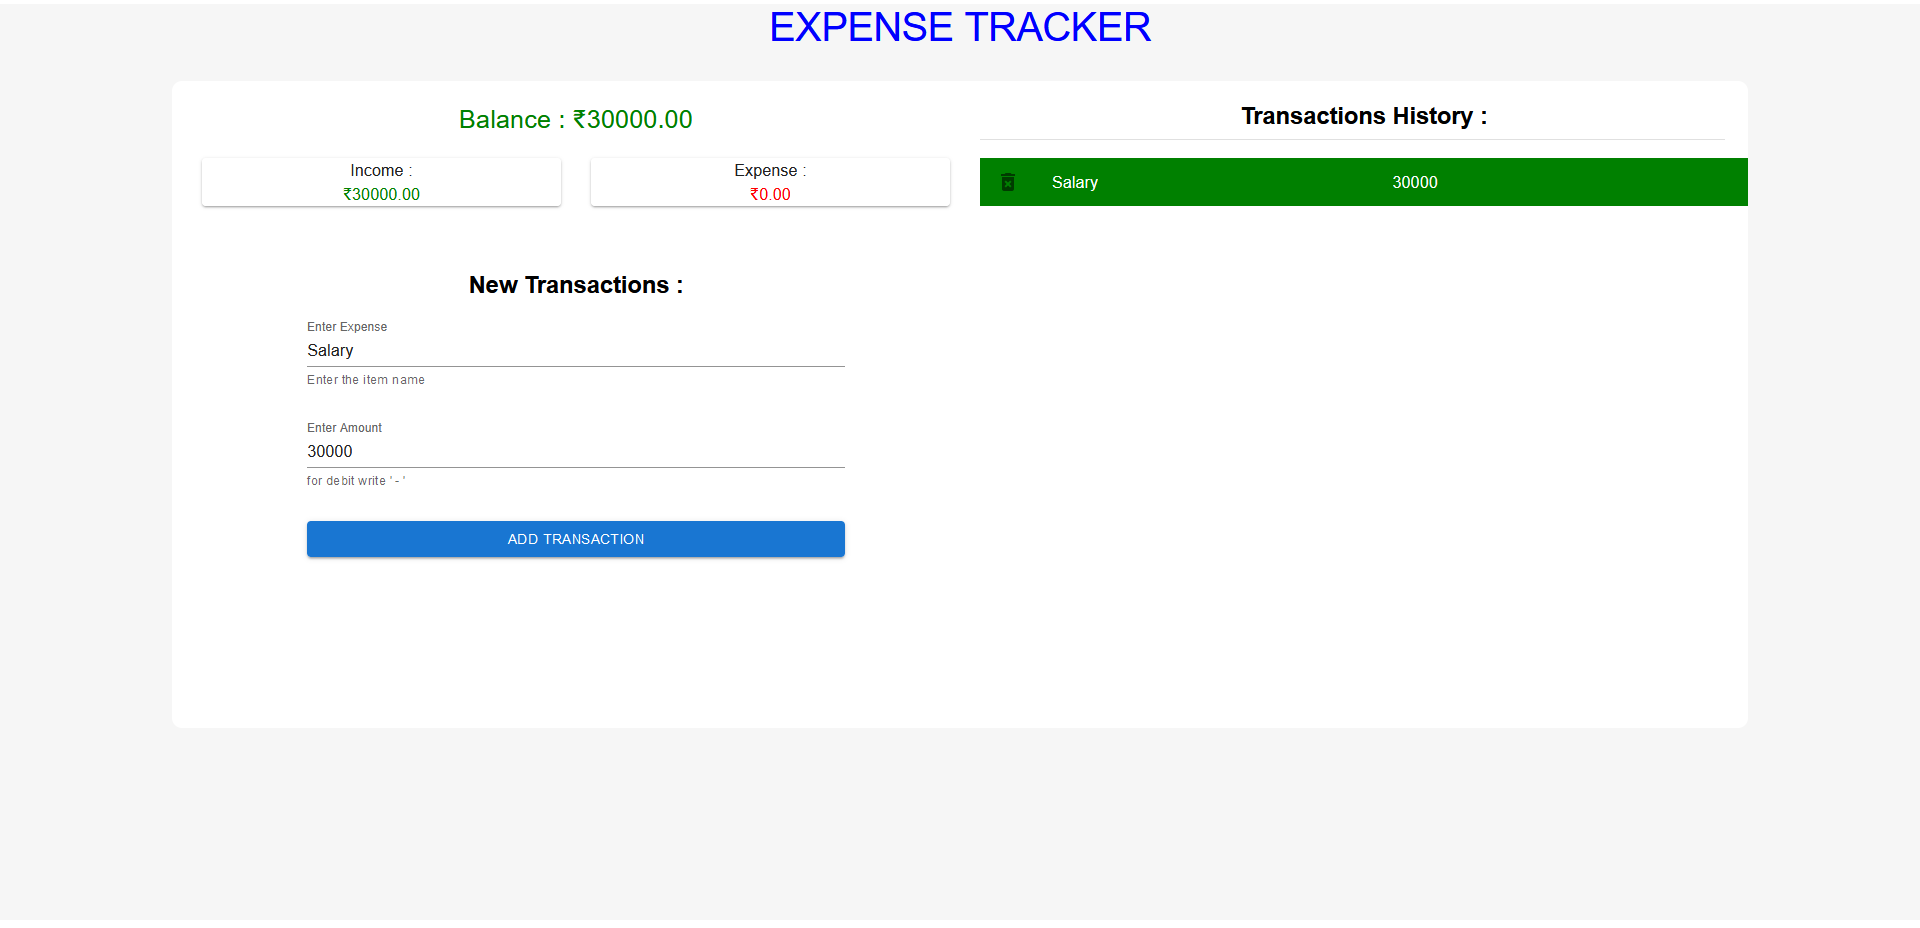 EXPENSE TRACKER
Balance : ₹30000.00
Income :
₹30000.00
Expense :
₹0.00
New Transactions :
Enter Expense
Salary
Enter the item name
Enter Amount
30000
for debit write ' - '
ADD TRANSACTION
Transactions History :
Salary 30000